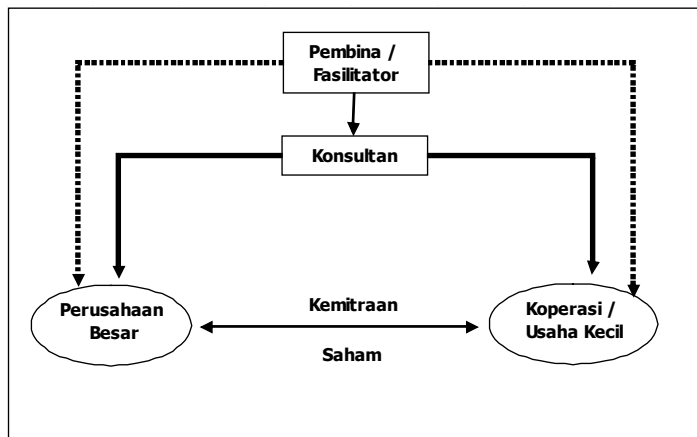 Pembina /
Fasilitator
Konsultan
Perusahaan
Besar
Kemitraan
Saham
Koperasi /
Usaha Kecil